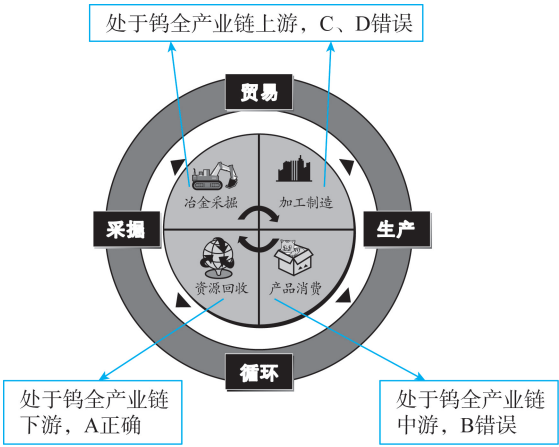 处于钨全产业链上游，C、D错误
贸易
冶金采掘
加工制造
采掘
生产
资源回收
产品消费
循环
处于钨全产业链
下游，A正确
处于钨全产业链
中游，B错误